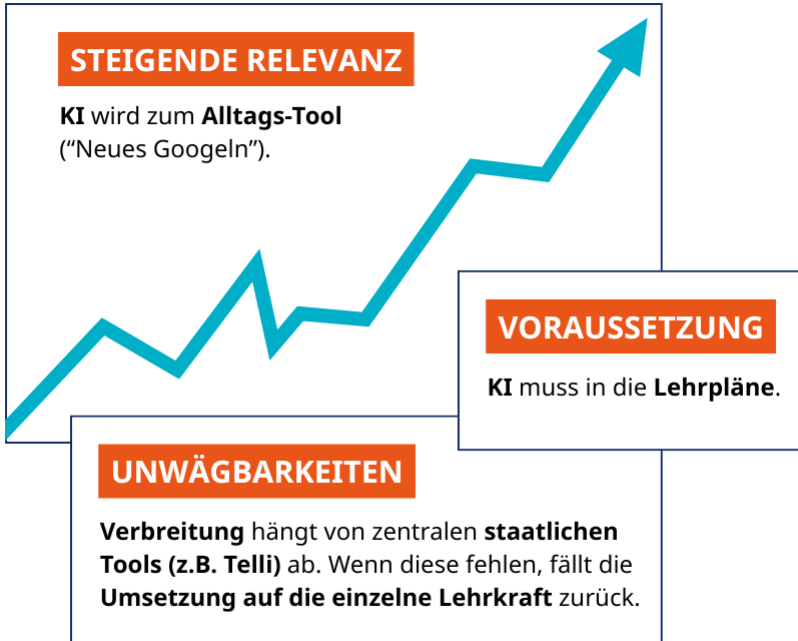 STEIGENDE RELEVANZ
KI wird zum Alltags-Tool
(“Neues Googeln”).
VORAUSSETZUNG
KI muss in die Lehrpläne.
UNWÄGBARKEITEN
Verbreitung hängt von zentralen staatlichen
Tools (z.B. Telli) ab. Wenn diese fehlen, fällt die
Umsetzung auf die einzelne Lehrkraft zurück.